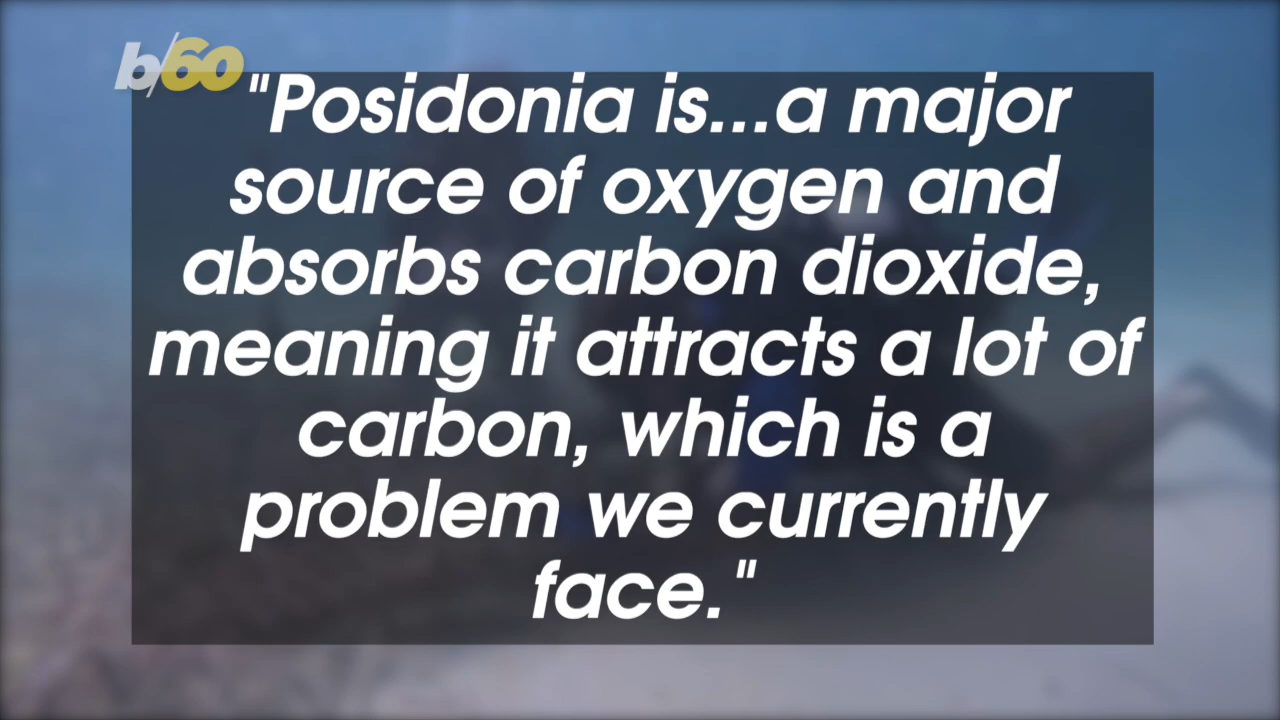 b/60
"Posidonia is...a major
source of oxygen and
absorbs carbon dioxide,
meaning it attracts a lot of
carbon, which is a
problem we currently
face."